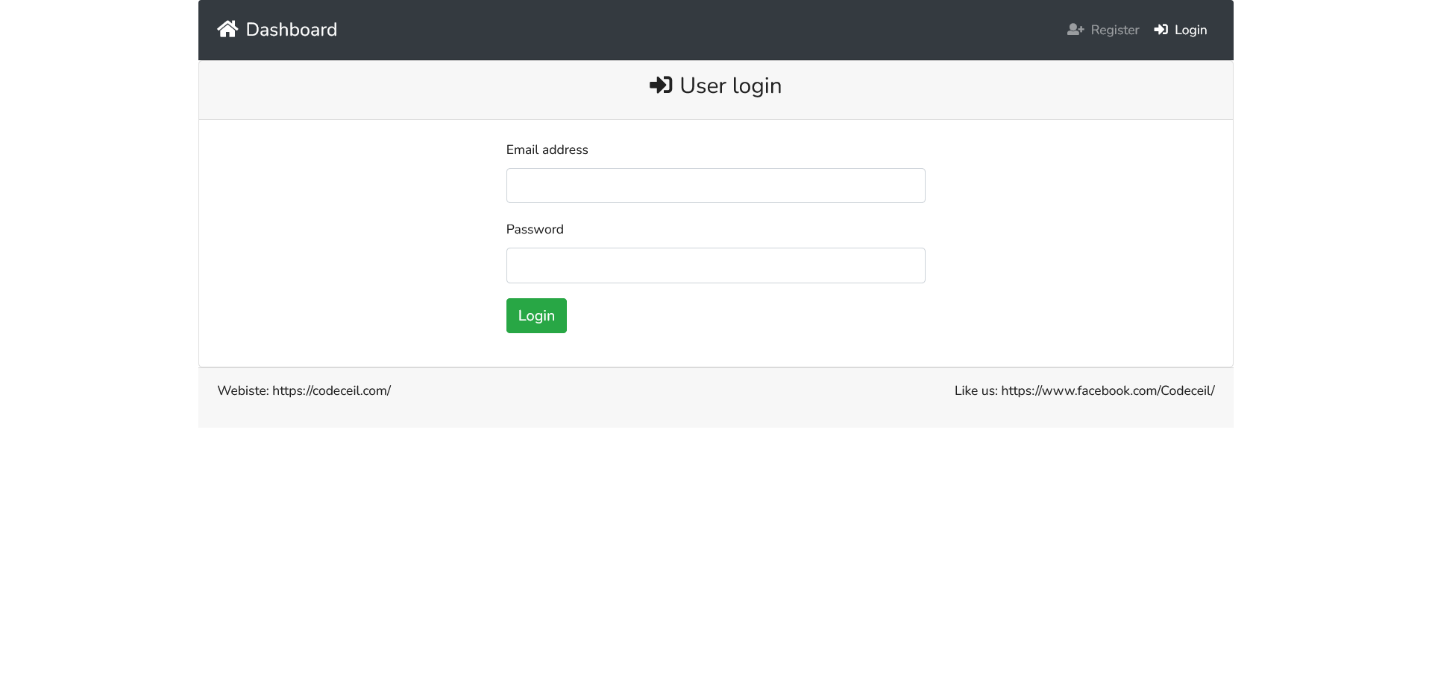 Dashboard
Register
Login
User login
Email address
Password
Login
Webiste: https://codeceil.com/
Like us: https://www.facebook.com/Codeceil/